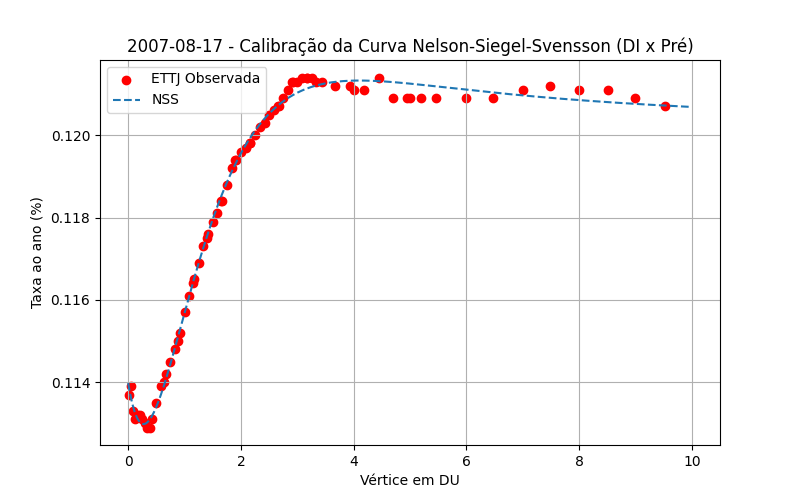 2007-08-17 - Calibração da Curva Nelson-Siegel-Svensson (DI x Pré)
ETTJ Observada
NSS
Taxa ao ano (%)
0.120
0.118
0.116
0.114
0 2 4 6 8 10
Vértice em DU